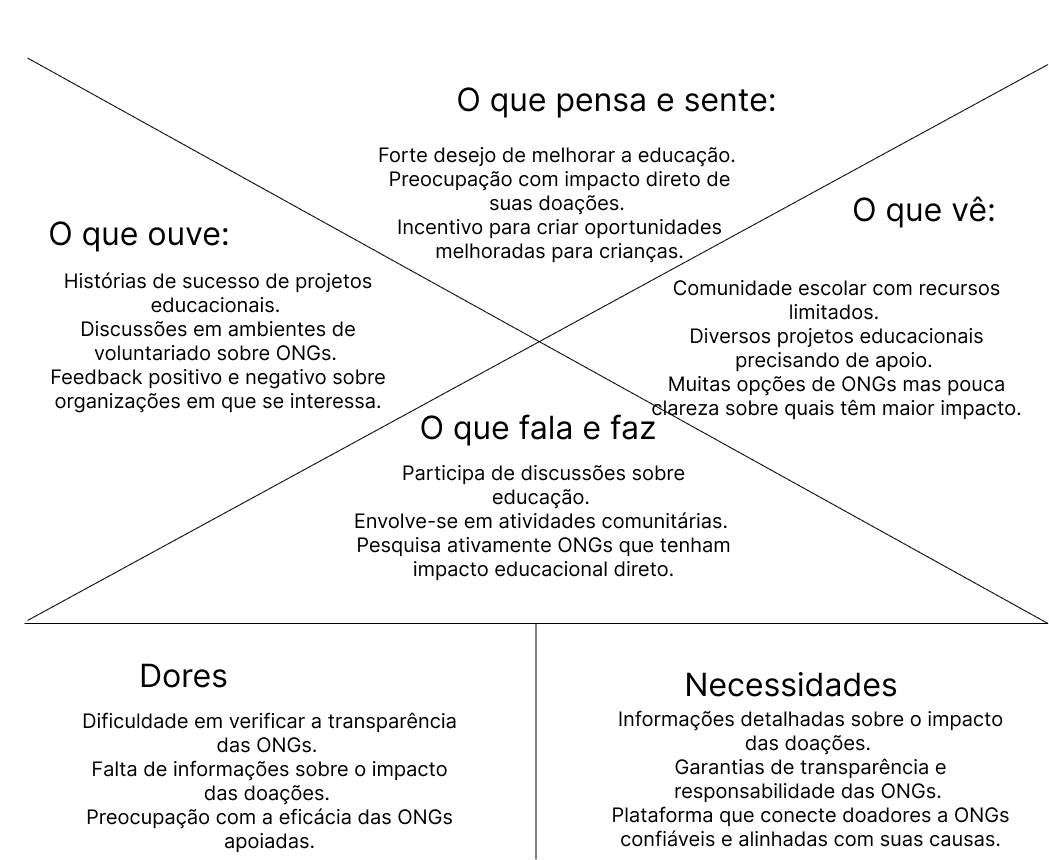 O que pensa e sente:
Forte desejo de melhorar a educação.
Preocupação com impacto direto de
suas doações.
Incentivo para criar oportunidades
melhoradas para crianças.
O que ouve:
Histórias de sucesso de projetos
educacionais.
Discussões em ambientes de
voluntariado sobre ONGs.
Feedback positivo e negativo sobre
organizações em que se interessa.
O que vê:
Comunidade escolar com recursos
limitados.
Diversos projetos educacionais
precisando de apoio.
Muitas opções de ONGs mas pouca
clareza sobre quais têm maior impacto.
O que fala e faz
Participa de discussões sobre
educação.
Envolve-se em atividades comunitárias.
Pesquisa ativamente ONGs que tenham
impacto educacional direto.
Dores
Dificuldade em verificar a transparência
das ONGs.
Falta de informações sobre o impacto
das doações.
Preocupação com a eficácia das ONGs
apoiadas.
Necessidades
Informações detalhadas sobre o impacto
das doações.
Garantias de transparência e
responsabilidade das ONGs.
Plataforma que conecte doadores a ONGs
confiáveis e alinhadas com suas causas.